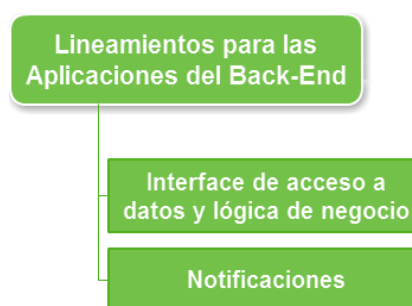 Lineamientos para las
Aplicaciones del Back-End
Interface de acceso a
datos y lógica de negocio
Notificaciones